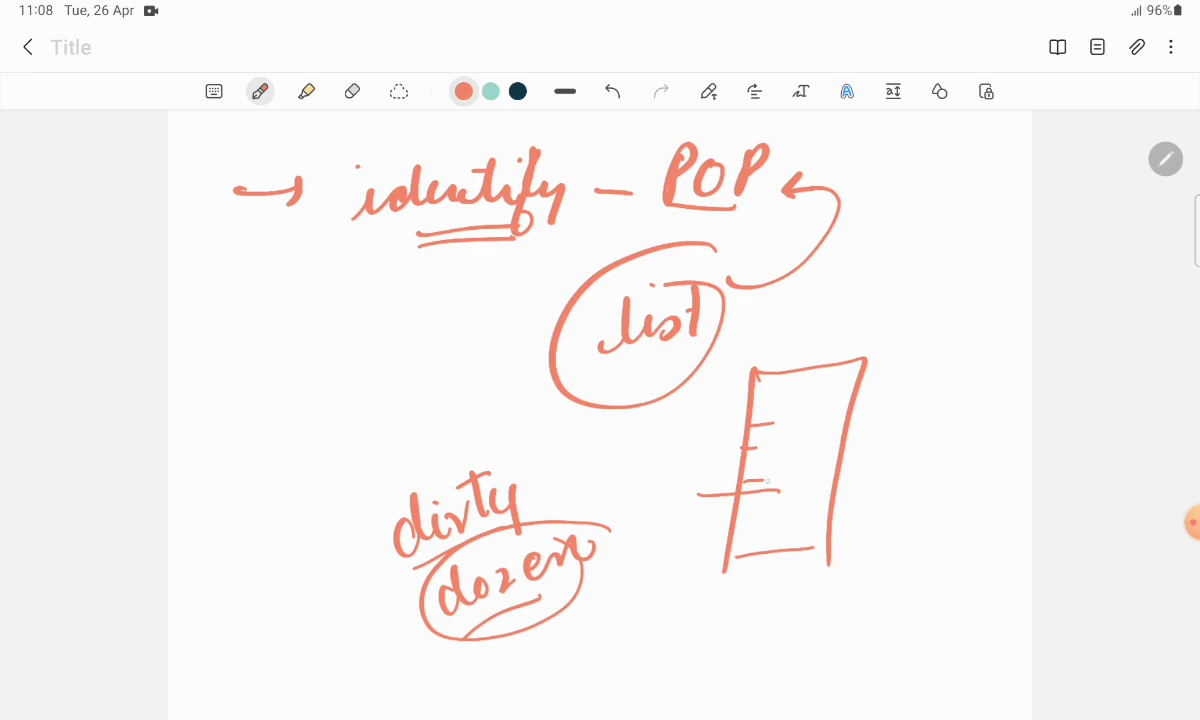 11:08 Tue, 26 Apr
96%
Title
→ identify - POP
list
dirty
dozen